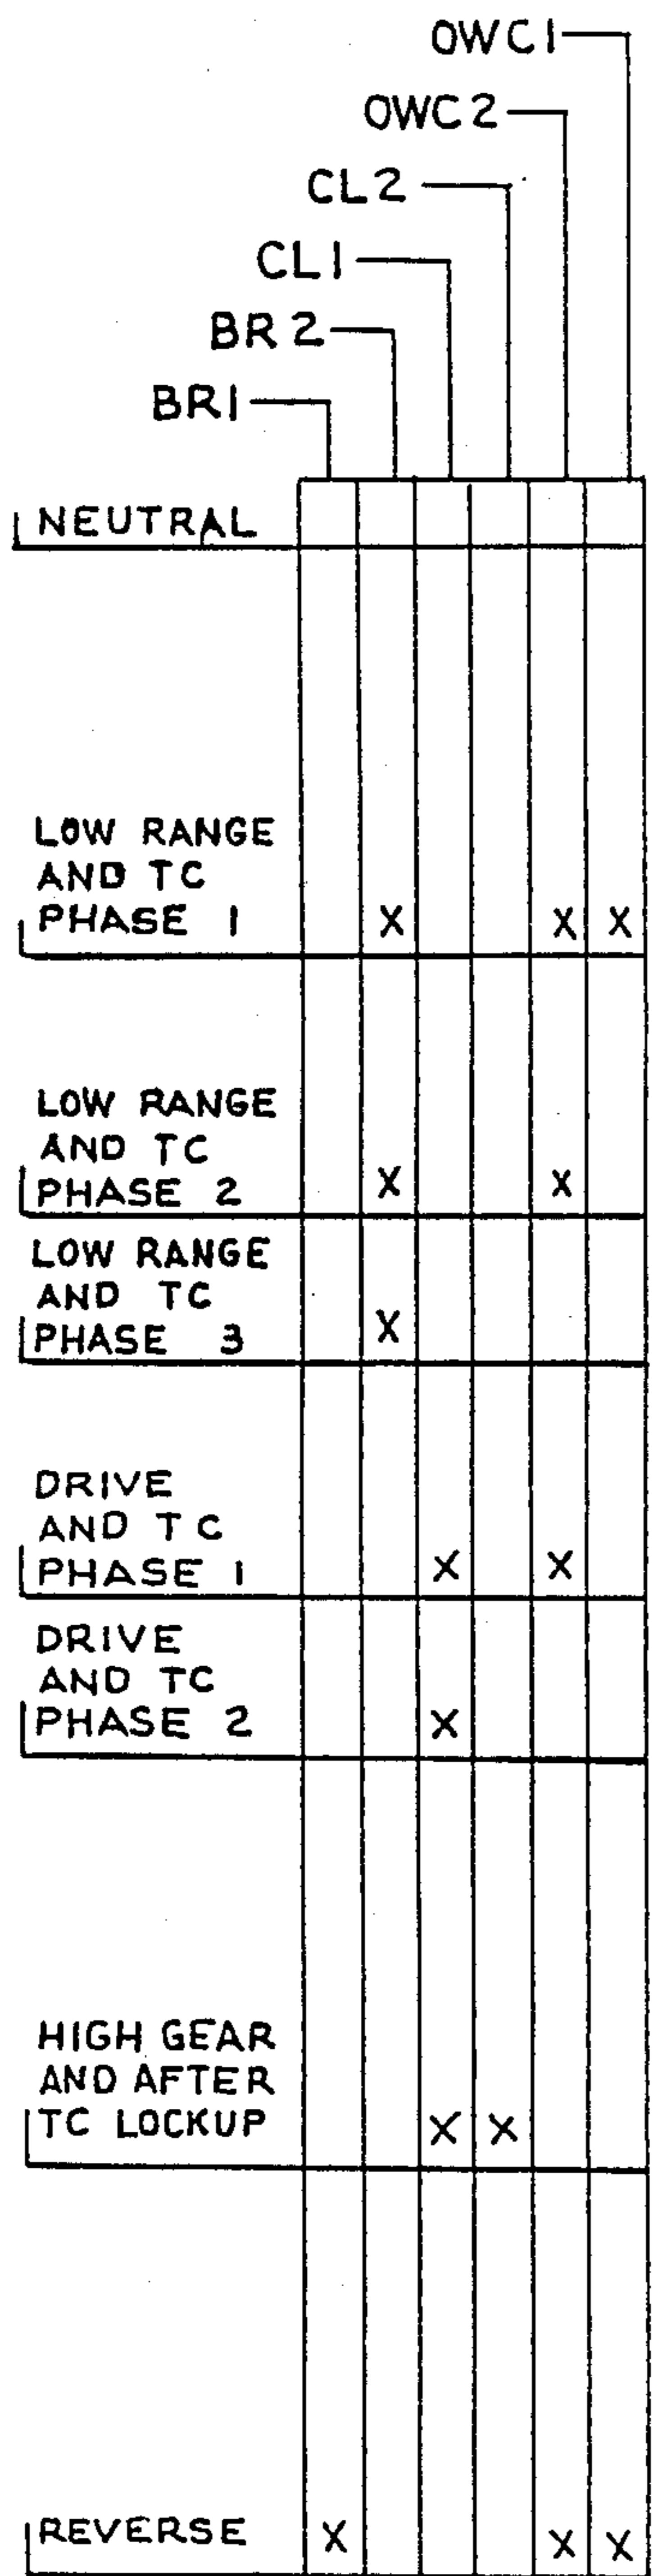 OWC1
OWC2
CL2
CL1
BR2
BR1
NEUTRAL
LOW RANGE
AND TC
PHASE 1 X X X
LOW RANGE
AND TC
PHASE 2 X X
LOW RANGE
AND TC
PHASE 3 X
DRIVE
AND TC
PHASE 1 X X
DRIVE
AND TC
PHASE 2 X
HIGH GEAR
AND AFTER
TC LOCKUP X X
REVERSE X X X